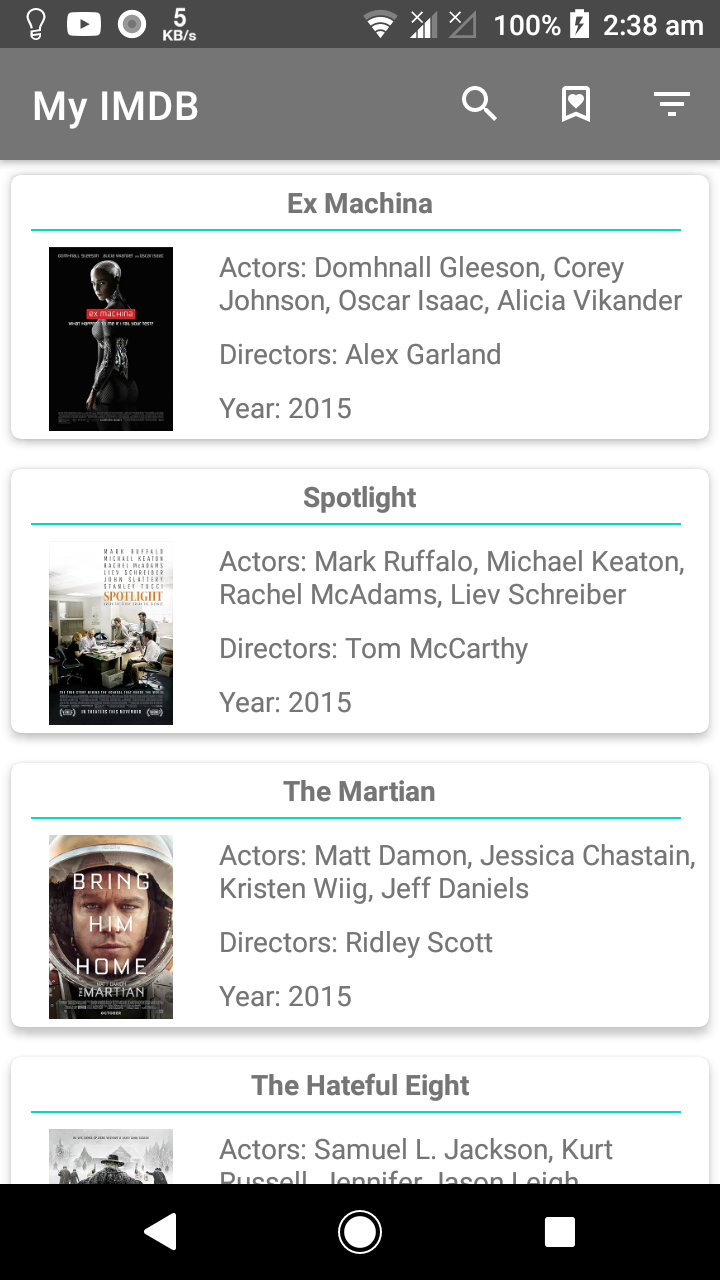 5
KB/s
100%
2:38 am
My IMDB
Ex Machina
DOMHNALL GLEESON ALICIA VIKANDER AND OSCAR ISAAC
ex machina
WHAT HAPPENS TO ME IF I FAIL YOUR TEST?
Actors: Domhnall Gleeson, Corey
Johnson, Oscar Isaac, Alicia Vikander
Directors: Alex Garland
Year: 2015
Spotlight
MARK RUFFALO
MICHAEL KEATON
RACHEL McADAMS
LIEV SCHREIBER
JOHN SLATTERY
STANLEY TUCCI
SPOTLIGHT
IN THEATERS THIS NOVEMBER
Actors: Mark Ruffalo, Michael Keaton,
Rachel McAdams, Liev Schreiber
Directors: Tom McCarthy
Year: 2015
The Martian
BRING
HIM
HOME
MATT DAMON
THE MARTIAN
OCTOBER
Actors: Matt Damon, Jessica Chastain,
Kristen Wiig, Jeff Daniels
Directors: Ridley Scott
Year: 2015
The Hateful Eight
Actors: Samuel L. Jackson, Kurt
Russell, Jennifer Jason Leigh